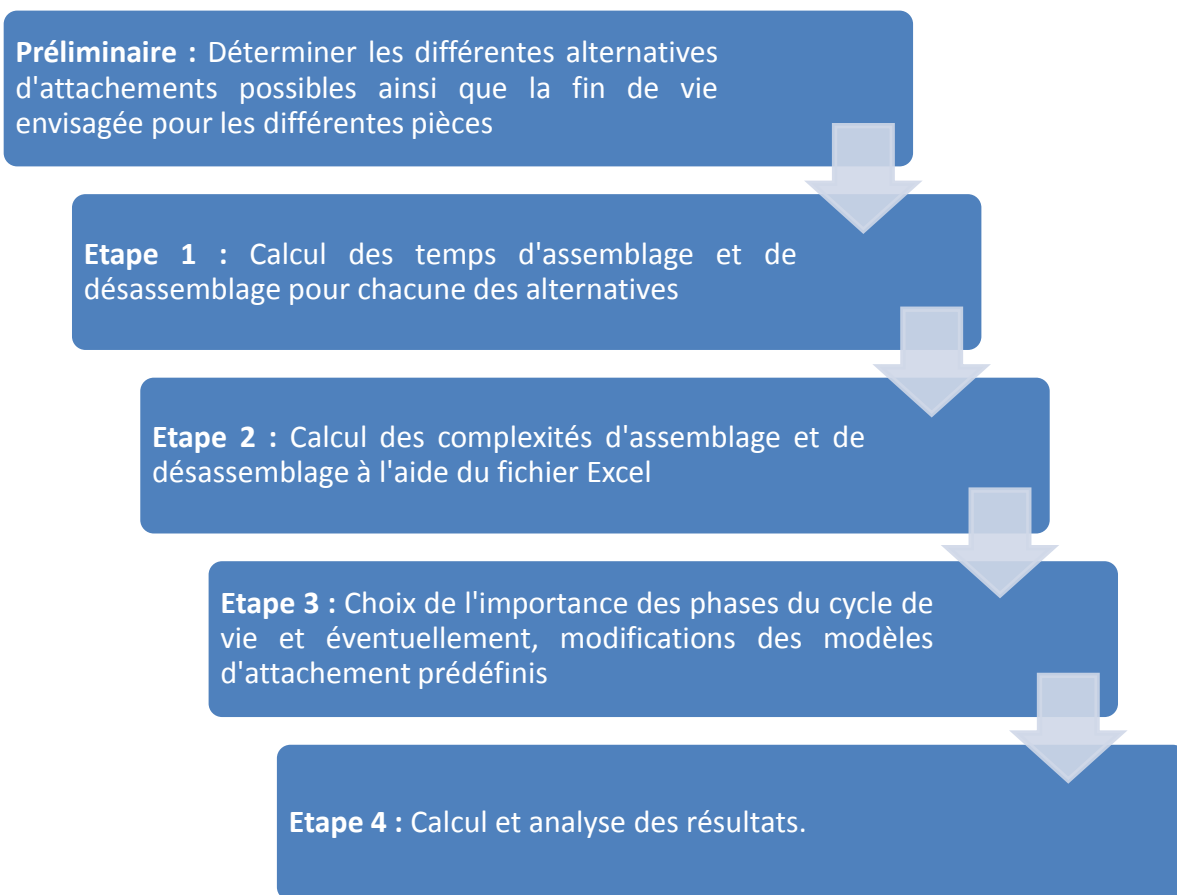 Préliminaire : Déterminer les différentes alternatives
d'attachements possibles ainsi que la fin de vie
envisagée pour les différentes pièces
Etape 1 : Calcul des temps d'assemblage et de
désassemblage pour chacune des alternatives
Etape 2 : Calcul des complexités d'assemblage et de
désassemblage à l'aide du fichier Excel
Etape 3 : Choix de l'importance des phases du cycle de
vie et éventuellement, modifications des modèles
d'attachement prédéfinis
Etape 4 : Calcul et analyse des résultats.